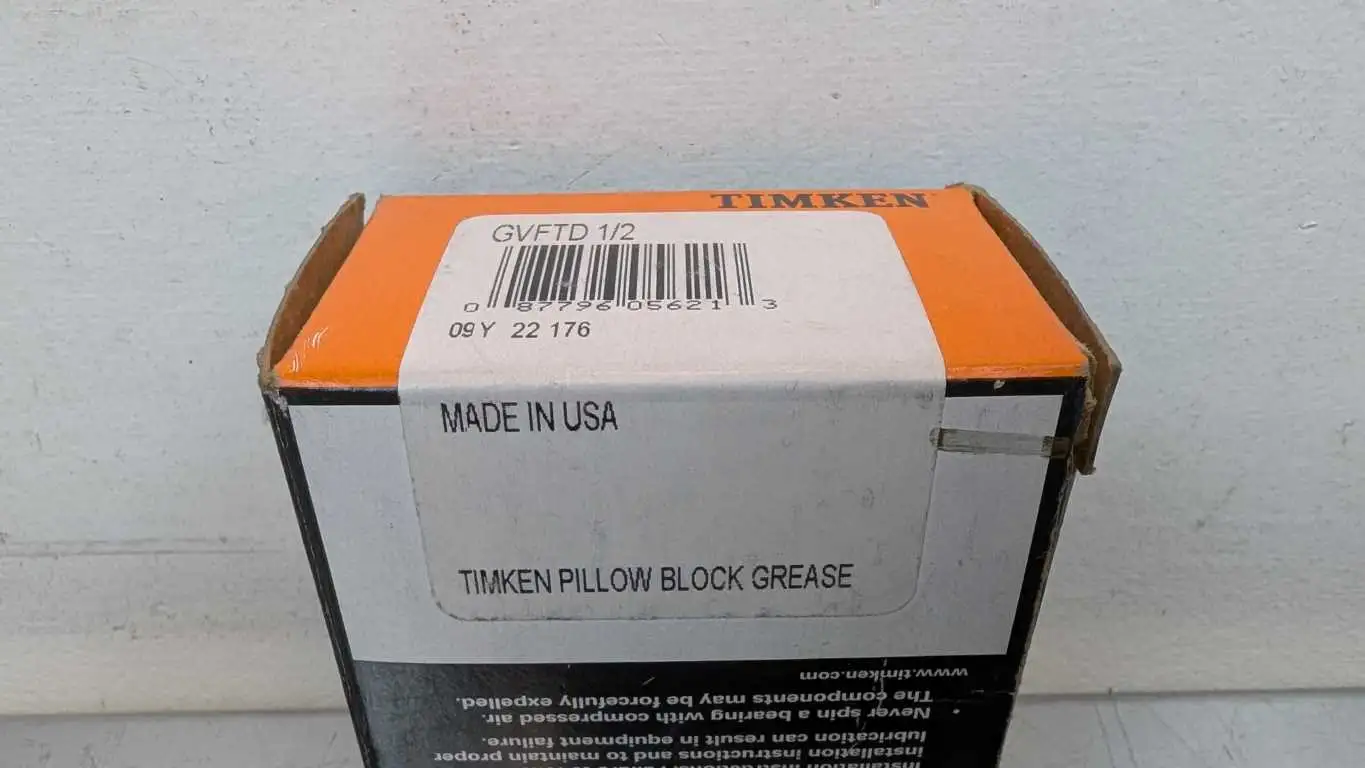 TIMKEN
GVFTD 1/2
0 87796 05621 3
09 Y 22 176
MADE IN USA
TIMKEN PILLOW BLOCK GREASE
installation instructions and to maintain proper
lubrication can result in equipment failure.
• Never spin a bearing with compressed air.
The components may be forcefully expelled.
www.timken.com